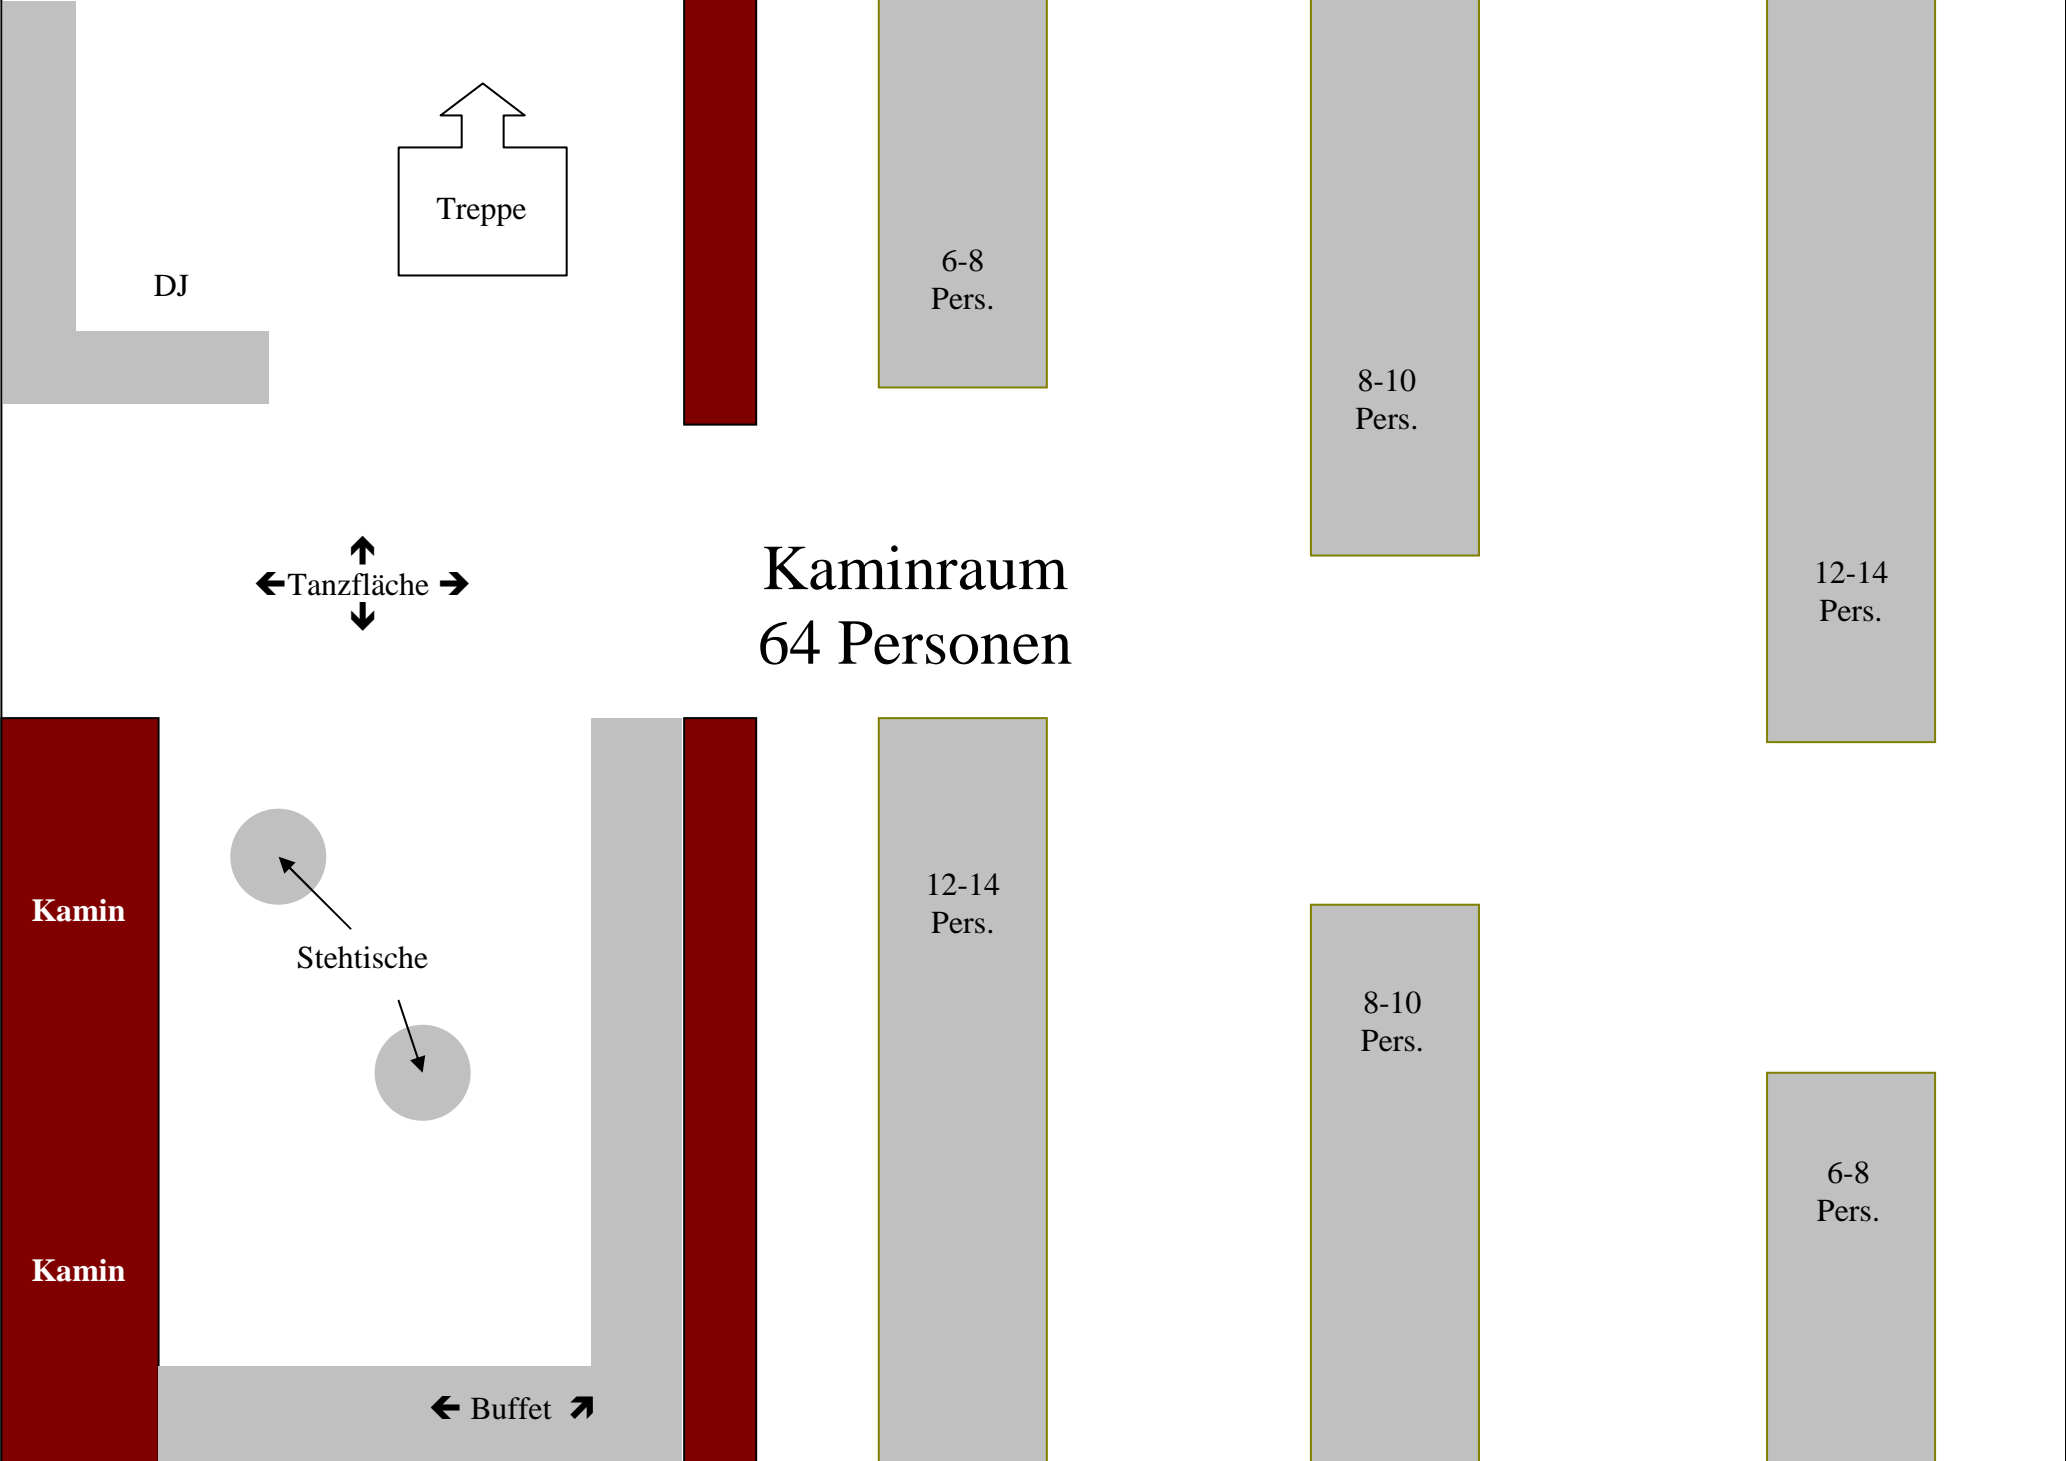 Treppe
DJ
6-8
Pers.
8-10
Pers.
12-14
Pers.
🡹
🡸Tanzfläche 🡺
🡻
Kaminraum
64 Personen
Kamin
Stehtische
Kamin
12-14
Pers.
8-10
Pers.
6-8
Pers.
🡸 Buffet 🡽